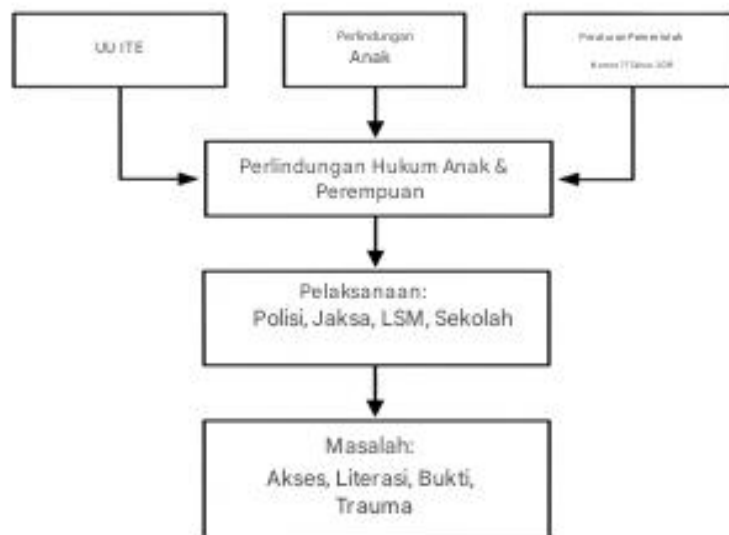 UU ITE
Perlindungan
Anak
Peraturan Pemerintah
Perlindungan Hukum Anak &
Perempuan
Pelaksanaan:
Polisi, Jaksa, LSM, Sekolah
Masalah:
Akses, Literasi, Bukti,
Trauma